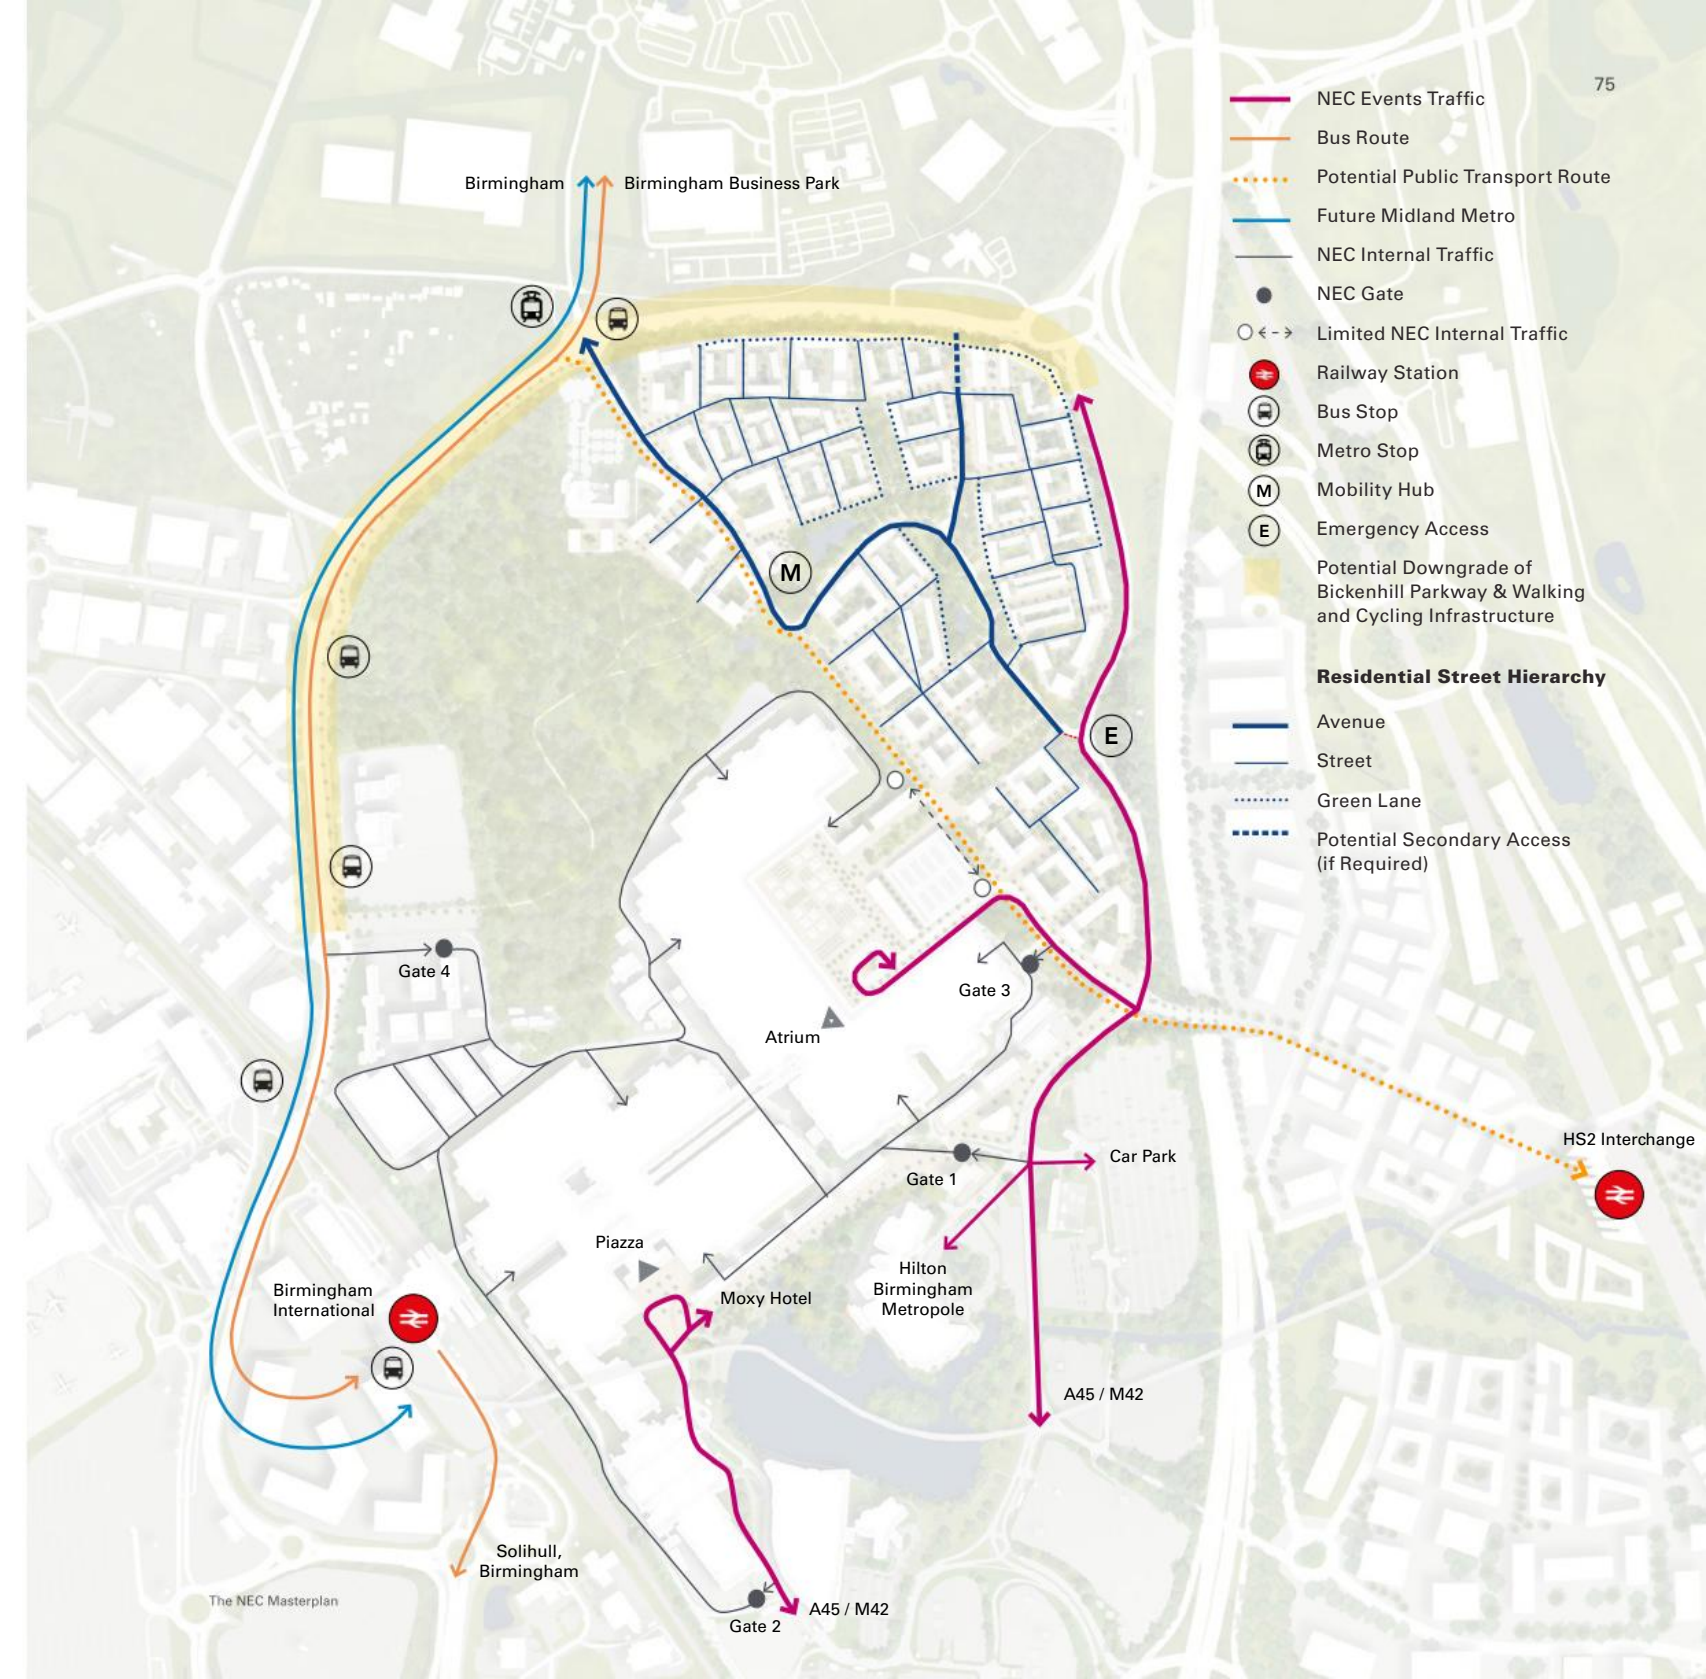 75
NEC Events Traffic
Bus Route
Potential Public Transport Route
Future Midland Metro
NEC Internal Traffic
NEC Gate
Limited NEC Internal Traffic
Railway Station
Bus Stop
Metro Stop
M
Mobility Hub
E
Emergency Access
Potential Downgrade of
Bickenhill Parkway & Walking
and Cycling Infrastructure
Residential Street Hierarchy
Avenue
Street
Green Lane
Potential Secondary Access
(if Required)
Birmingham
Birmingham Business Park
M
E
Gate 4
Gate 3
Atrium
HS2 Interchange
Car Park
Gate 1
Piazza
Hilton
Birmingham
Metropole
Birmingham
International
Moxy Hotel
A45 / M42
Solihull,
Birmingham
The NEC Masterplan
A45 / M42
Gate 2